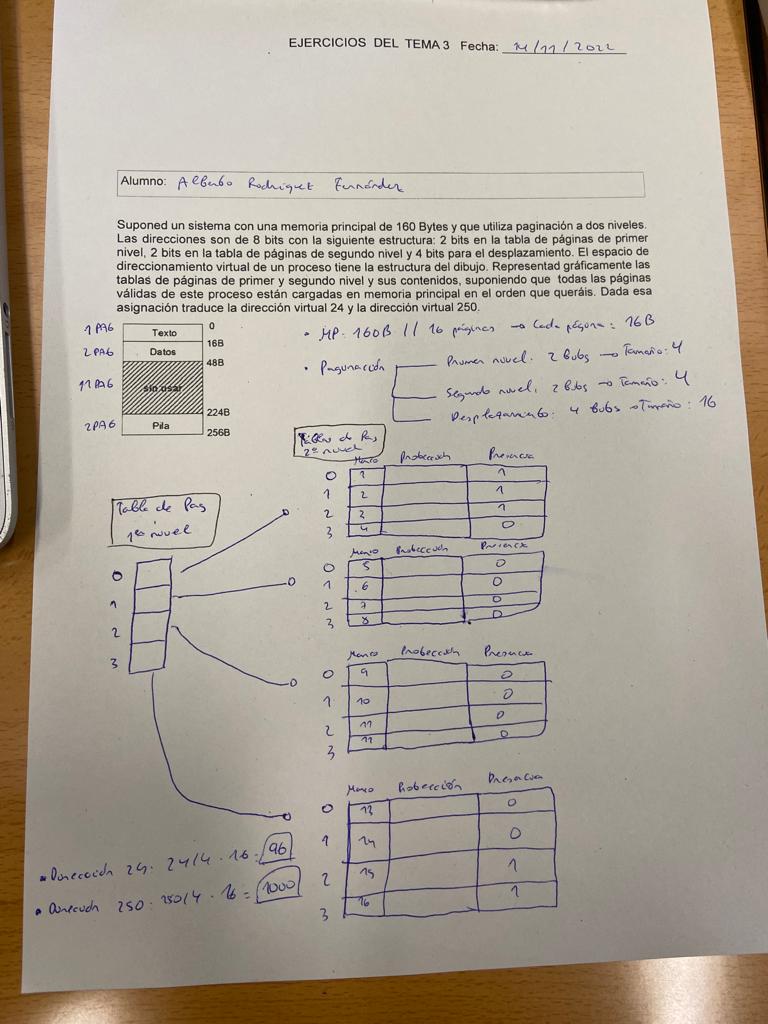 EJERCICIOS DEL TEMA 3 Fecha: 14/11/2022
Alumno: Alberto Rodríguez Fernández
Suponed un sistema con una memoria principal de 160 Bytes y que utiliza paginación a dos niveles.
Las direcciones son de 8 bits con la siguiente estructura: 2 bits en la tabla de páginas de primer
nivel, 2 bits en la tabla de páginas de segundo nivel y 4 bits para el desplazamiento. El espacio de
direccionamiento virtual de un proceso tiene la estructura del dibujo. Representad gráficamente las
tablas de páginas de primer y segundo nivel y sus contenidos, suponiendo que todas las páginas
válidas de este proceso están cargadas en memoria principal en el orden que queráis. Dada esa
asignación traduce la dirección virtual 24 y la dirección virtual 250.
1 PAG Texto 0
16B
2 PAG Datos
48B
11 PAG sin usar
224B
2 PAG Pila
256B
• MP: 160B // 16 páginas → Cada página: 16B
• Paginación
Primer nivel: 2 bits → Tamaño: 4
Segundo nivel: 2 bits → Tamaño: 4
Desplazamiento: 4 bits → Tamaño: 16
Tabla de Pag
1er nivel
0
1
2
3
Tablas de Pag
2º nivel
Marco Protección Presencia
0 1 1
1 2 1
2 3 1
3 4 0
Marco Protección Presencia
0 5 0
1 6 0
2 7 0
3 8 0
Marco Protección Presencia
0 9 0
1 10 0
2 11 0
3 11 0
Marco Protección Presencia
0 13 0
1 14 0
2 15 1
3 16 1
• Dirección 24: 24/4 · 16 = 96
• Dirección 250: 250/4 · 16 = 1000